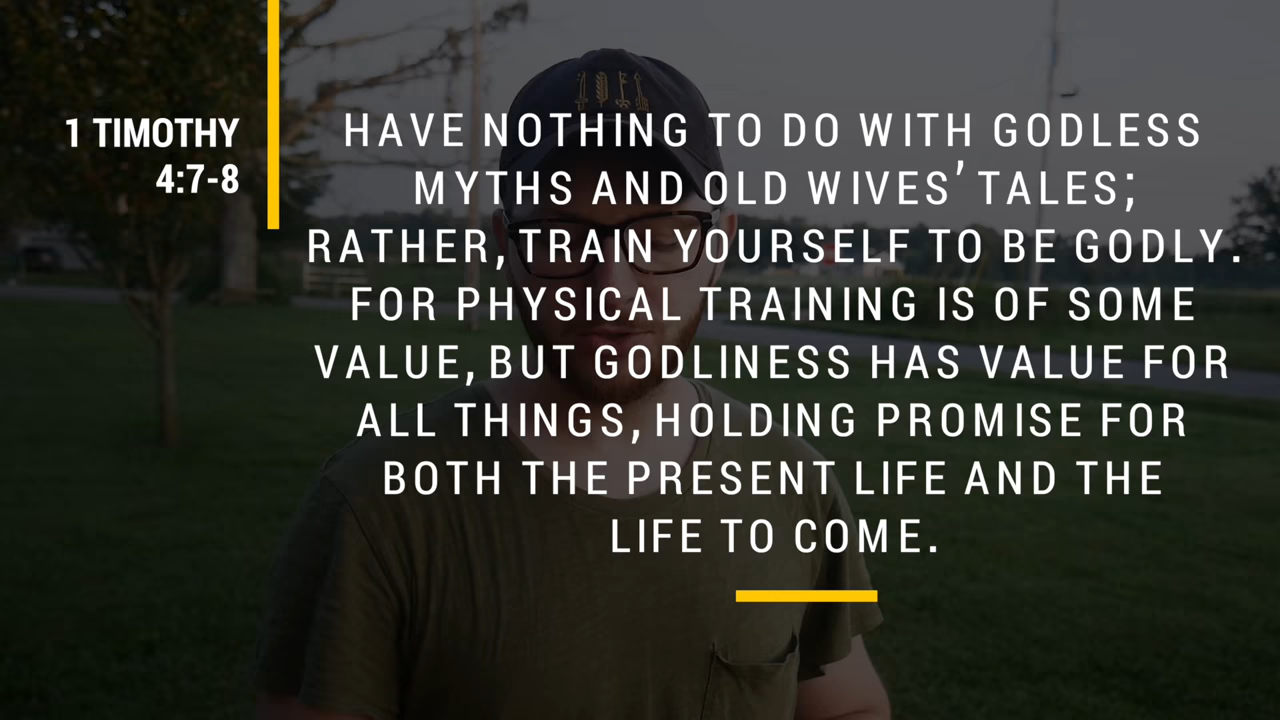 1 TIMOTHY
4:7-8
HAVE NOTHING TO DO WITH GODLESS
MYTHS AND OLD WIVES’ TALES;
RATHER, TRAIN YOURSELF TO BE GODLY.
FOR PHYSICAL TRAINING IS OF SOME
VALUE, BUT GODLINESS HAS VALUE FOR
ALL THINGS, HOLDING PROMISE FOR
BOTH THE PRESENT LIFE AND THE
LIFE TO COME.